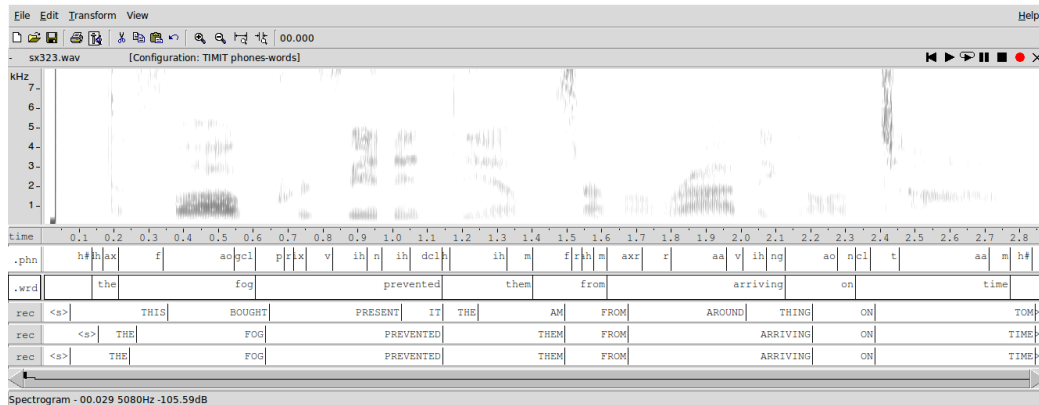 File Edit Transform View Help
00.000
- sx323.wav [Configuration: TIMIT phones-words]
kHz
7-
6-
5-
4-
3-
2-
1-
time 0.1 0.2 0.3 0.4 0.5 0.6 0.7 0.8 0.9 1.0 1.1 1.2 1.3 1.4 1.5 1.6 1.7 1.8 1.9 2.0 2.1 2.2 2.3 2.4 2.5 2.6 2.7 2.8
.phn h# ax f ao gcl p r ix v ih n ih dcl m ih m f r ah m axr r aa v ih ng ao n cl t aa m h#
.wrd the fog prevented them from arriving on time
rec <s> THIS BOUGHT PRESENT IT THE AM FROM AROUND THING ON TOM
rec <s> THE FOG PREVENTED THEM FROM ARRIVING ON TIME
rec <s> THE FOG PREVENTED THEM FROM ARRIVING ON TIME
Spectrogram - 00.029 5080Hz -105.59dB